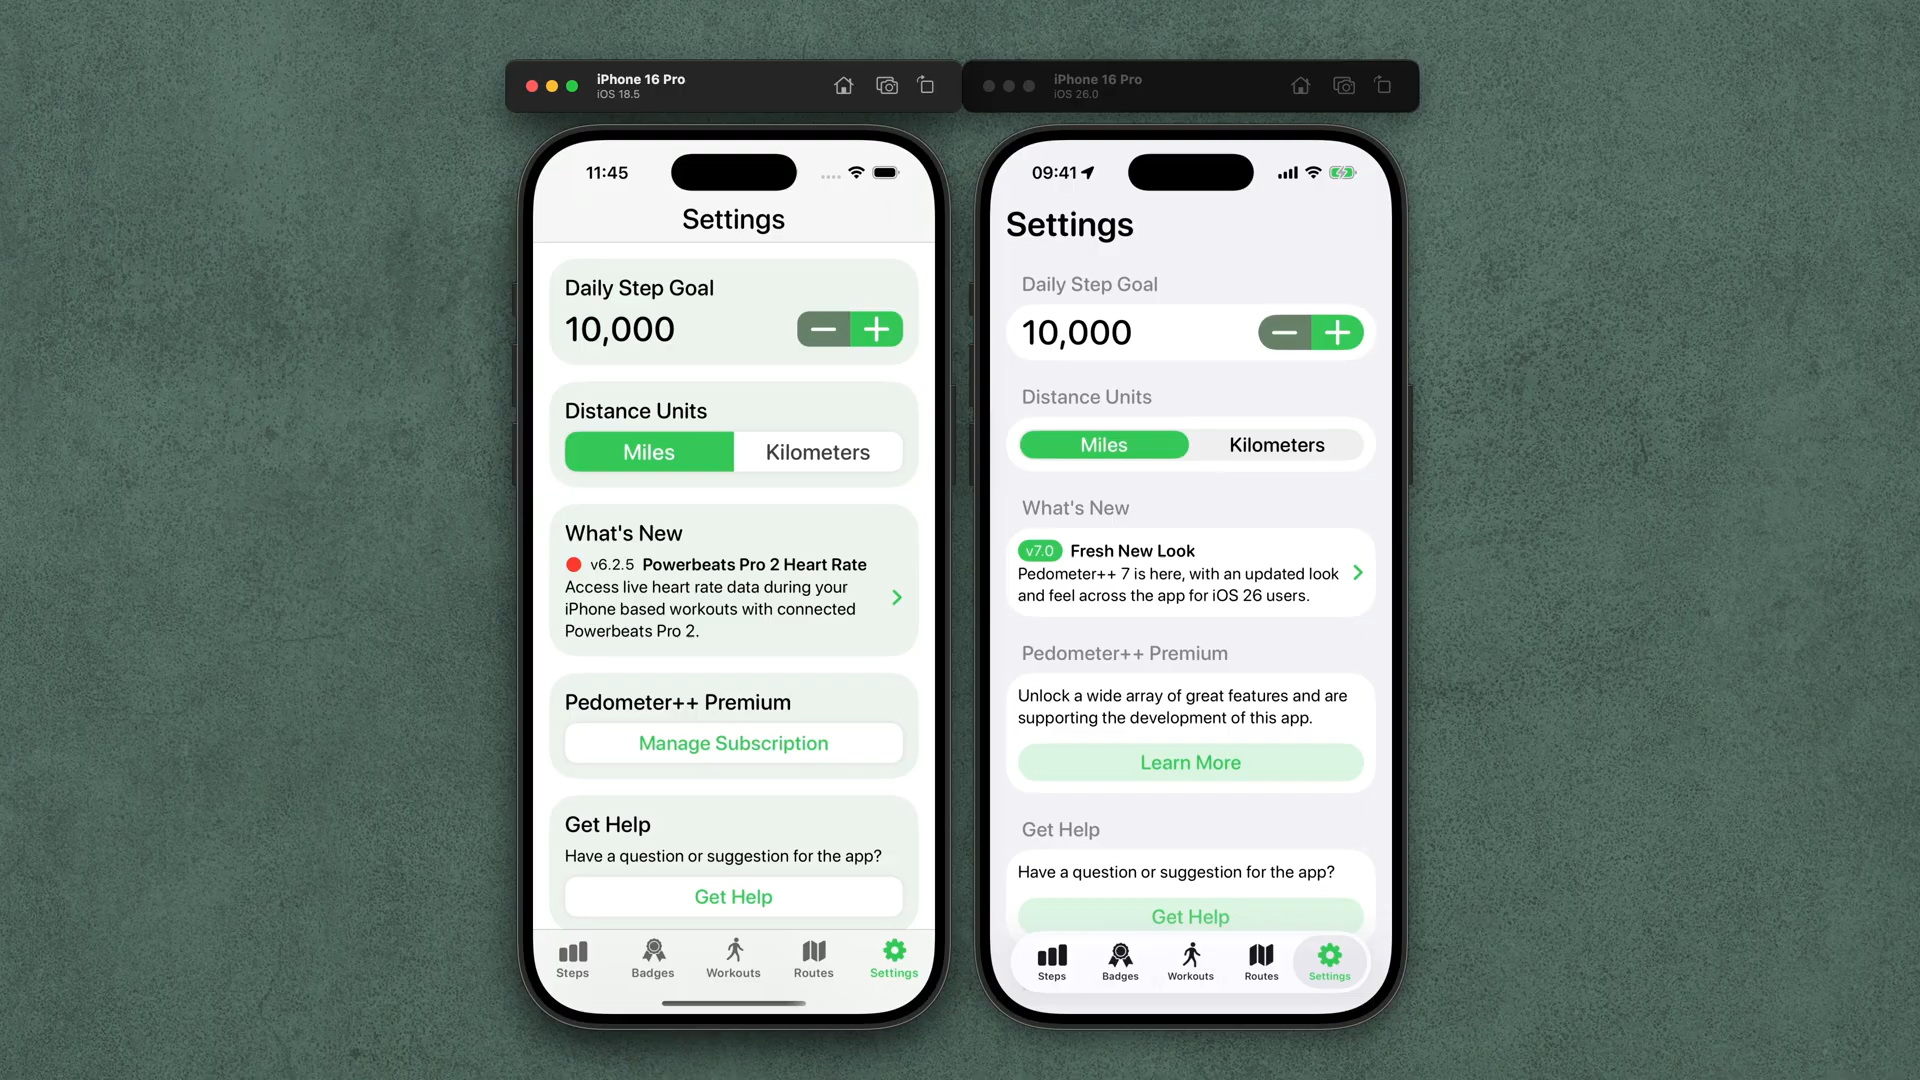 iPhone 16 Pro
iOS 18.5
11:45
Settings
Daily Step Goal
10,000
Distance Units
Miles Kilometers
What's New
v6.2.5 Powerbeats Pro 2 Heart Rate
Access live heart rate data during your
iPhone based workouts with connected
Powerbeats Pro 2.
Pedometer++ Premium
Manage Subscription
Get Help
Have a question or suggestion for the app?
Get Help
Steps Badges Workouts Routes Settings
iPhone 16 Pro
iOS 26.0
09:41
Settings
Daily Step Goal
10,000
Distance Units
Miles Kilometers
What's New
v7.0 Fresh New Look
Pedometer++ 7 is here, with an updated look
and feel across the app for iOS 26 users.
Pedometer++ Premium
Unlock a wide array of great features and are
supporting the development of this app.
Learn More
Get Help
Have a question or suggestion for the app?
Get Help
Steps Badges Workouts Routes Settings